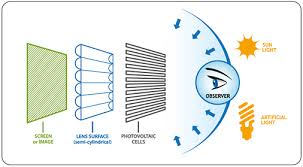 SUN
LIGHT
OBSERVER
ARTIFICIAL
LIGHT
SCREEN
or IMAGE
LENS SURFACE
(semi-cylindrical)
PHOTOVOLTAIC
CELLS